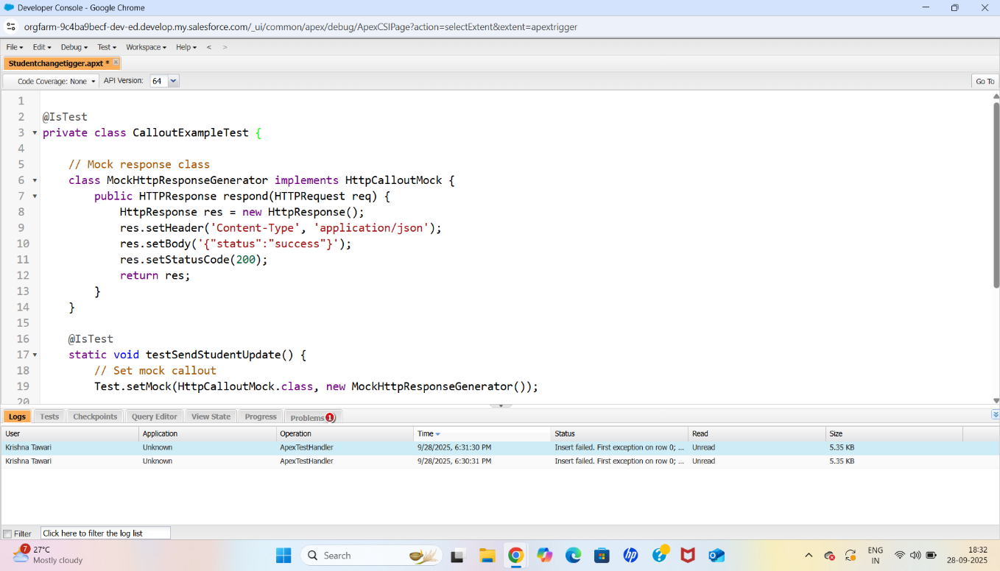 Developer Console - Google Chrome
orgfarm-9c4ba9becf-dev-ed.develop.my.salesforce.com/_ui/common/apex/debug/ApexCSIPage?action=selectExtent&extent=apextrigger
File Edit Debug Test Workspace Help < >
Studentchangetigger.apxt *
Code Coverage: None API Version: 64 Go To
1
2 @IsTest
3 private class CalloutExampleTest {
4
5 // Mock response class
6 class MockHttpResponseGenerator implements HttpCalloutMock {
7 public HTTPResponse respond(HTTPRequest req) {
8 HttpResponse res = new HttpResponse();
9 res.setHeader('Content-Type', 'application/json');
10 res.setBody('{"status":"success"}');
11 res.setStatusCode(200);
12 return res;
13 }
14 }
15
16 @IsTest
17 static void testSendStudentUpdate() {
18 // Set mock callout
19 Test.setMock(HttpCalloutMock.class, new MockHttpResponseGenerator());
20
Logs Tests Checkpoints Query Editor View State Progress Problems 1
User Application Operation Time Status Read Size
Krishna Tawari Unknown ApexTestHandler 9/28/2025, 6:31:30 PM Insert failed. First exception on row 0; ... Unread 5.35 KB
Krishna Tawari Unknown ApexTestHandler 9/28/2025, 6:30:31 PM Insert failed. First exception on row 0; ... Unread 5.35 KB
Filter Click here to filter the log list
7 27°C
Mostly cloudy
Search
hp
?
ENG
IN
18:32
28-09-2025